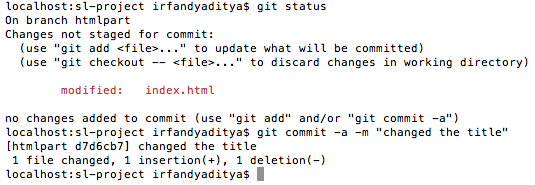 localhost:sl-project irfandyaditya$ git status
On branch htmlpart
Changes not staged for commit:
  (use "git add <file>..." to update what will be committed)
  (use "git checkout -- <file>..." to discard changes in working directory)
modified:   index.html
no changes added to commit (use "git add" and/or "git commit -a")
localhost:sl-project irfandyaditya$ git commit -a -m "changed the title"
[htmlpart d7d6cb7] changed the title
 1 file changed, 1 insertion(+), 1 deletion(-)
localhost:sl-project irfandyaditya$